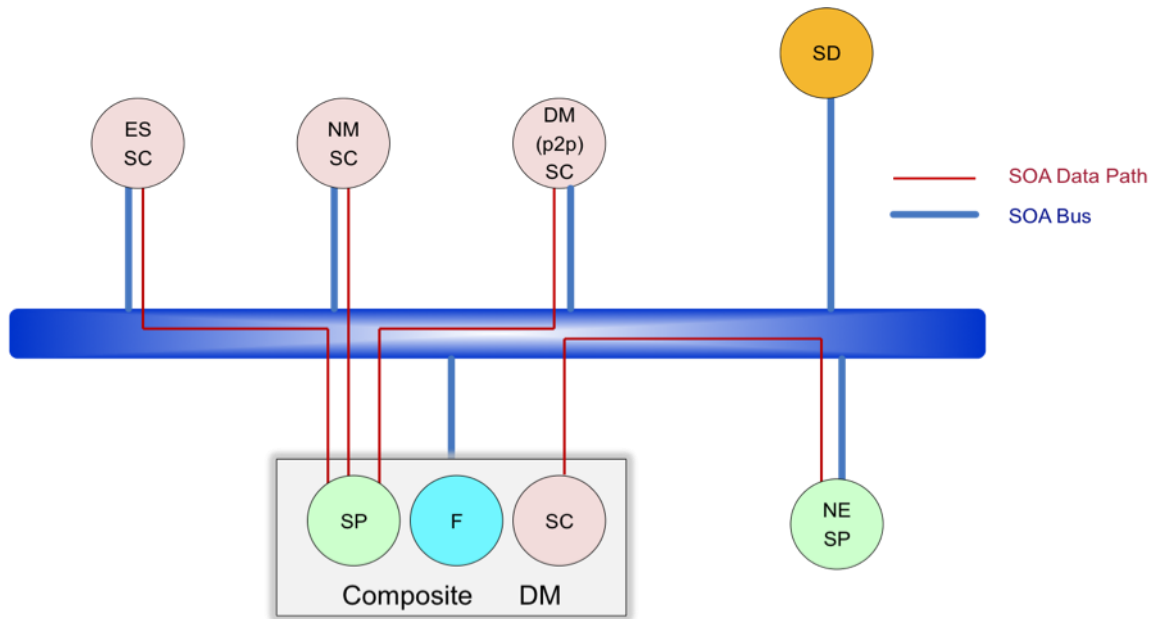 SD
ES
SC
NM
SC
DM
(p2p)
SC
SOA Data Path
SOA Bus
SP
F
SC
NE
SP
Composite DM